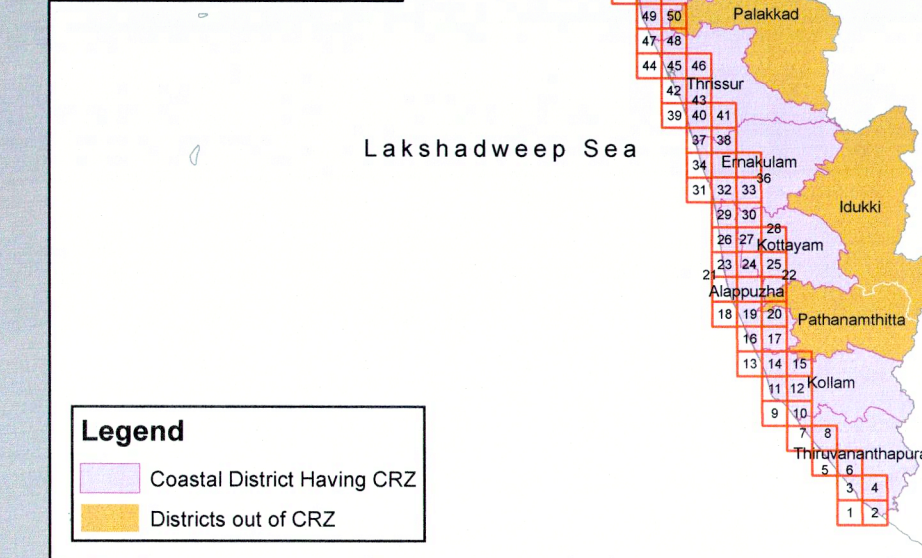 49 50 Palakkad
47 48
44 45 46
Thrissur
42 43
39 40 41
37 38
Lakshadweep Sea
34 Ernakulam
36
31 32 33
Idukki
29 30
28
26 27 Kottayam
23 24 25
21 22
Alappuzha
18 19 20 Pathanamthitta
16 17
13 14 15
11 12 Kollam
9 10
7 8
Thiruvananthapura
5 6
3 4
1 2
Legend
Coastal District Having CRZ
Districts out of CRZ